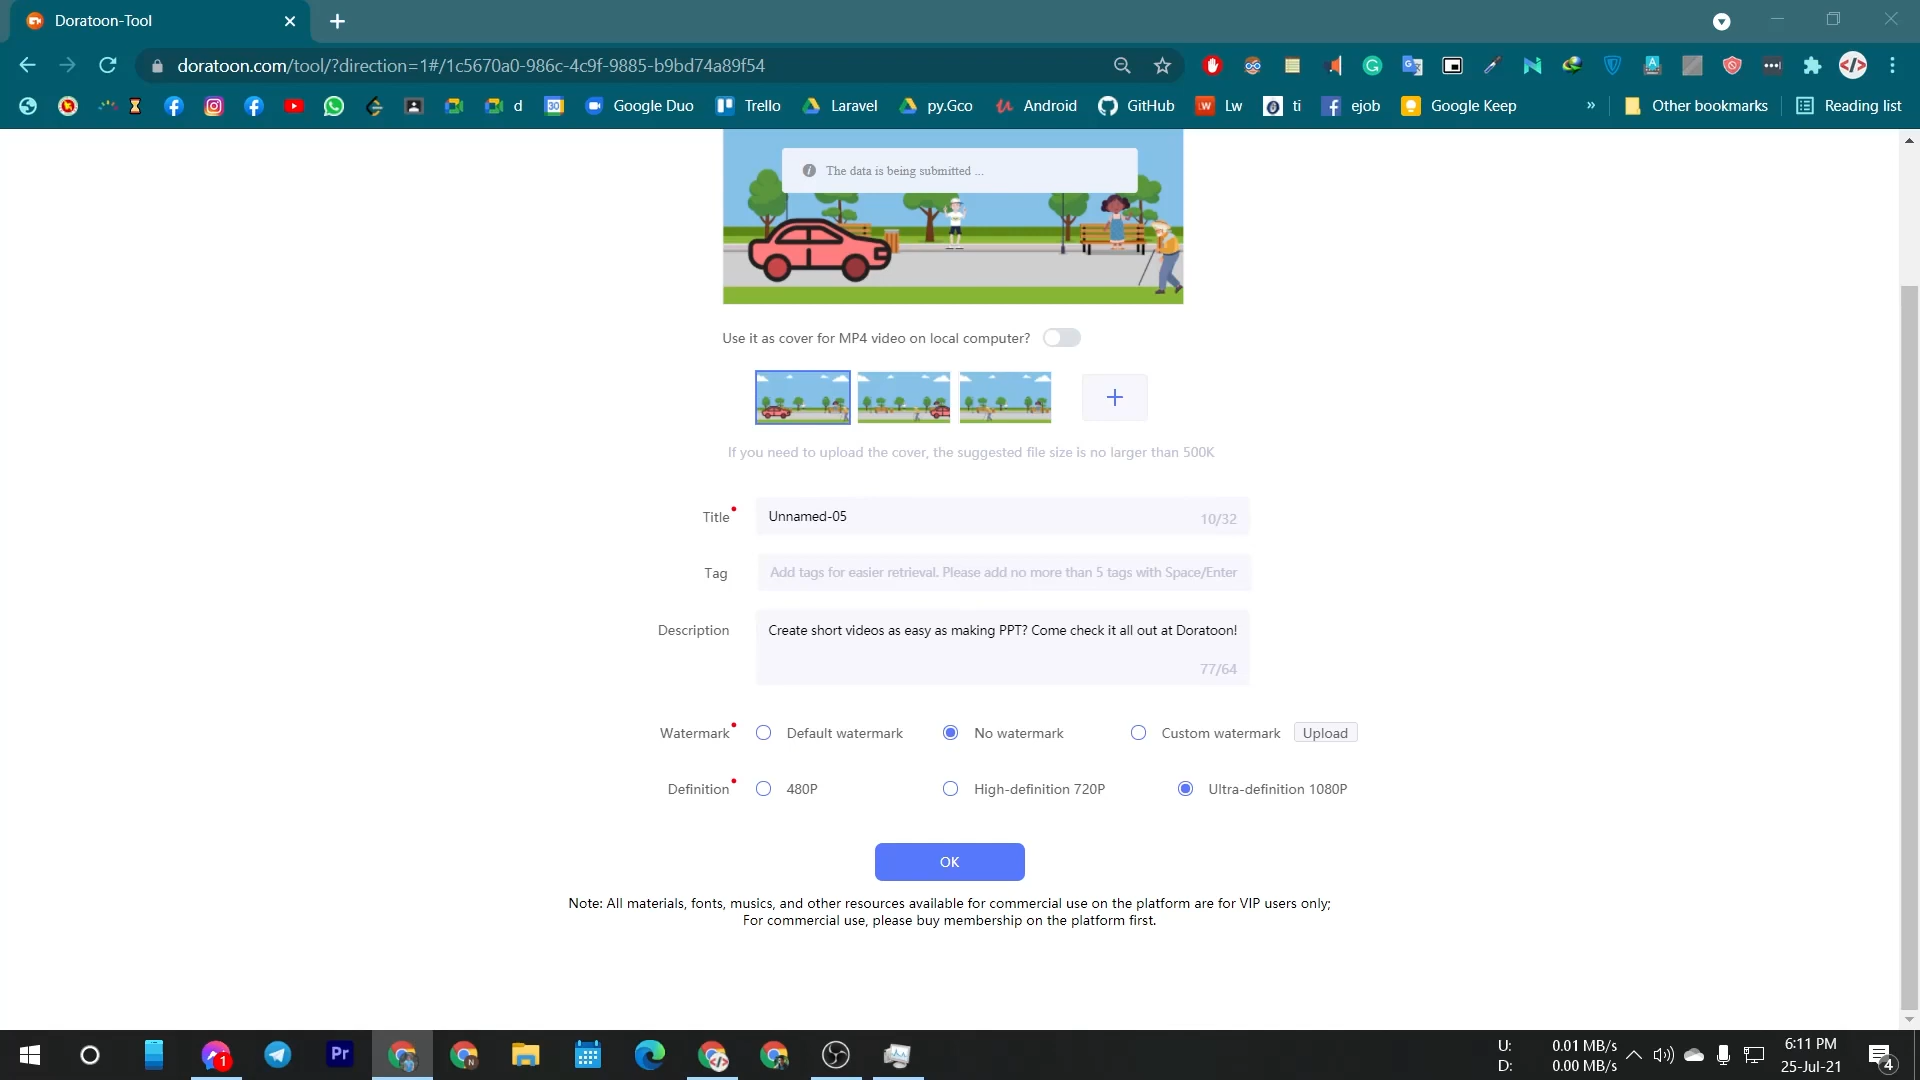 Doratoon-Tool
doratoon.com/tool/?direction=1#/1c5670a0-986c-4c9f-9885-b9bd74a89f54
d
30
Google Duo
Trello
Laravel
py.Gco
Android
GitHub
LW
Lw
ti
ejob
Google Keep
»
Other bookmarks
Reading list
The data is being submitted ...
Use it as cover for MP4 video on local computer?
If you need to upload the cover, the suggested file size is no larger than 500K
Title
Unnamed-05
10/32
Tag
Add tags for easier retrieval. Please add no more than 5 tags with Space/Enter
Description
Create short videos as easy as making PPT? Come check it all out at Doratoon!
77/64
Watermark
Default watermark
No watermark
Custom watermark
Upload
Definition
480P
High-definition 720P
Ultra-definition 1080P
OK
Note: All materials, fonts, musics, and other resources available for commercial use on the platform are for VIP users only;
For commercial use, please buy membership on the platform first.
1
Pr
N
U: 0.01 MB/s
D: 0.00 MB/s
6:11 PM
25-Jul-21
4